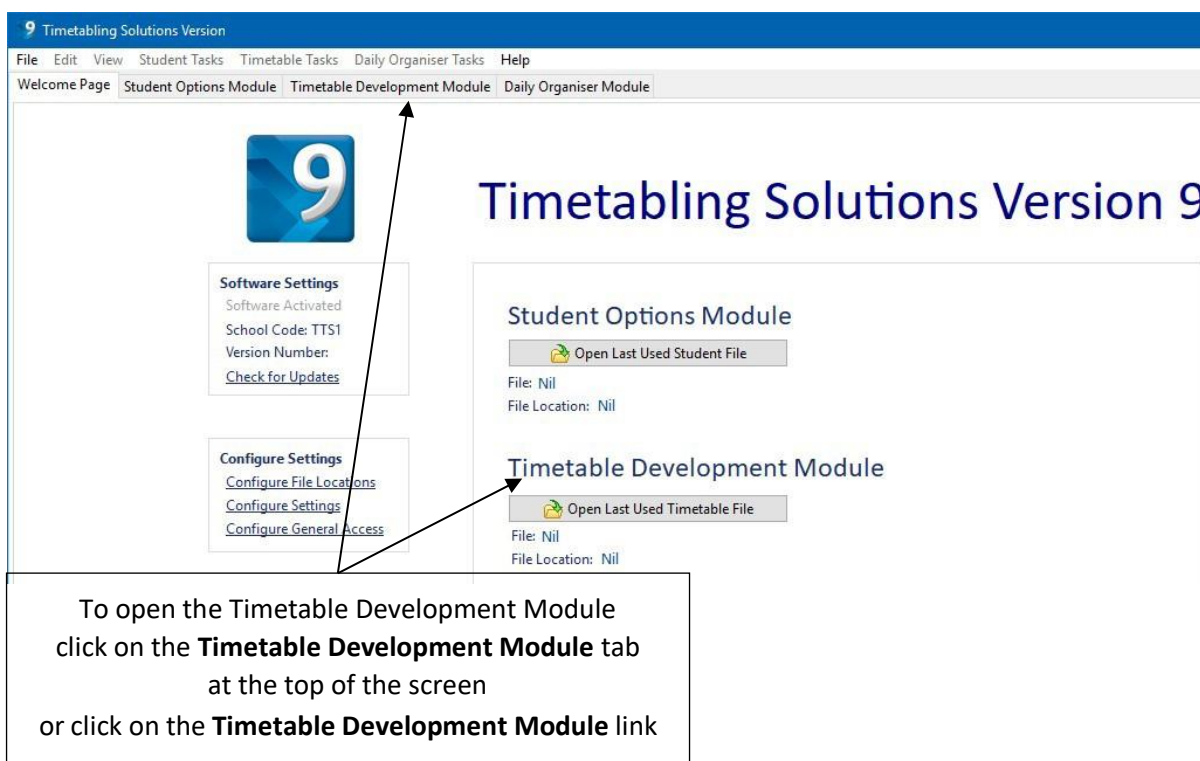 9 Timetabling Solutions Version
File Edit View Student Tasks Timetable Tasks Daily Organiser Tasks Help
Welcome Page Student Options Module Timetable Development Module Daily Organiser Module
9
Timetabling Solutions Version 9
Software Settings
Software Activated
School Code: TTS1
Version Number:
Check for Updates
Student Options Module
Open Last Used Student File
File: Nil
File Location: Nil
Configure Settings
Configure File Locations
Configure Settings
Configure General Access
Timetable Development Module
Open Last Used Timetable File
File: Nil
File Location: Nil
To open the Timetable Development Module
click on the Timetable Development Module tab
at the top of the screen
or click on the Timetable Development Module link